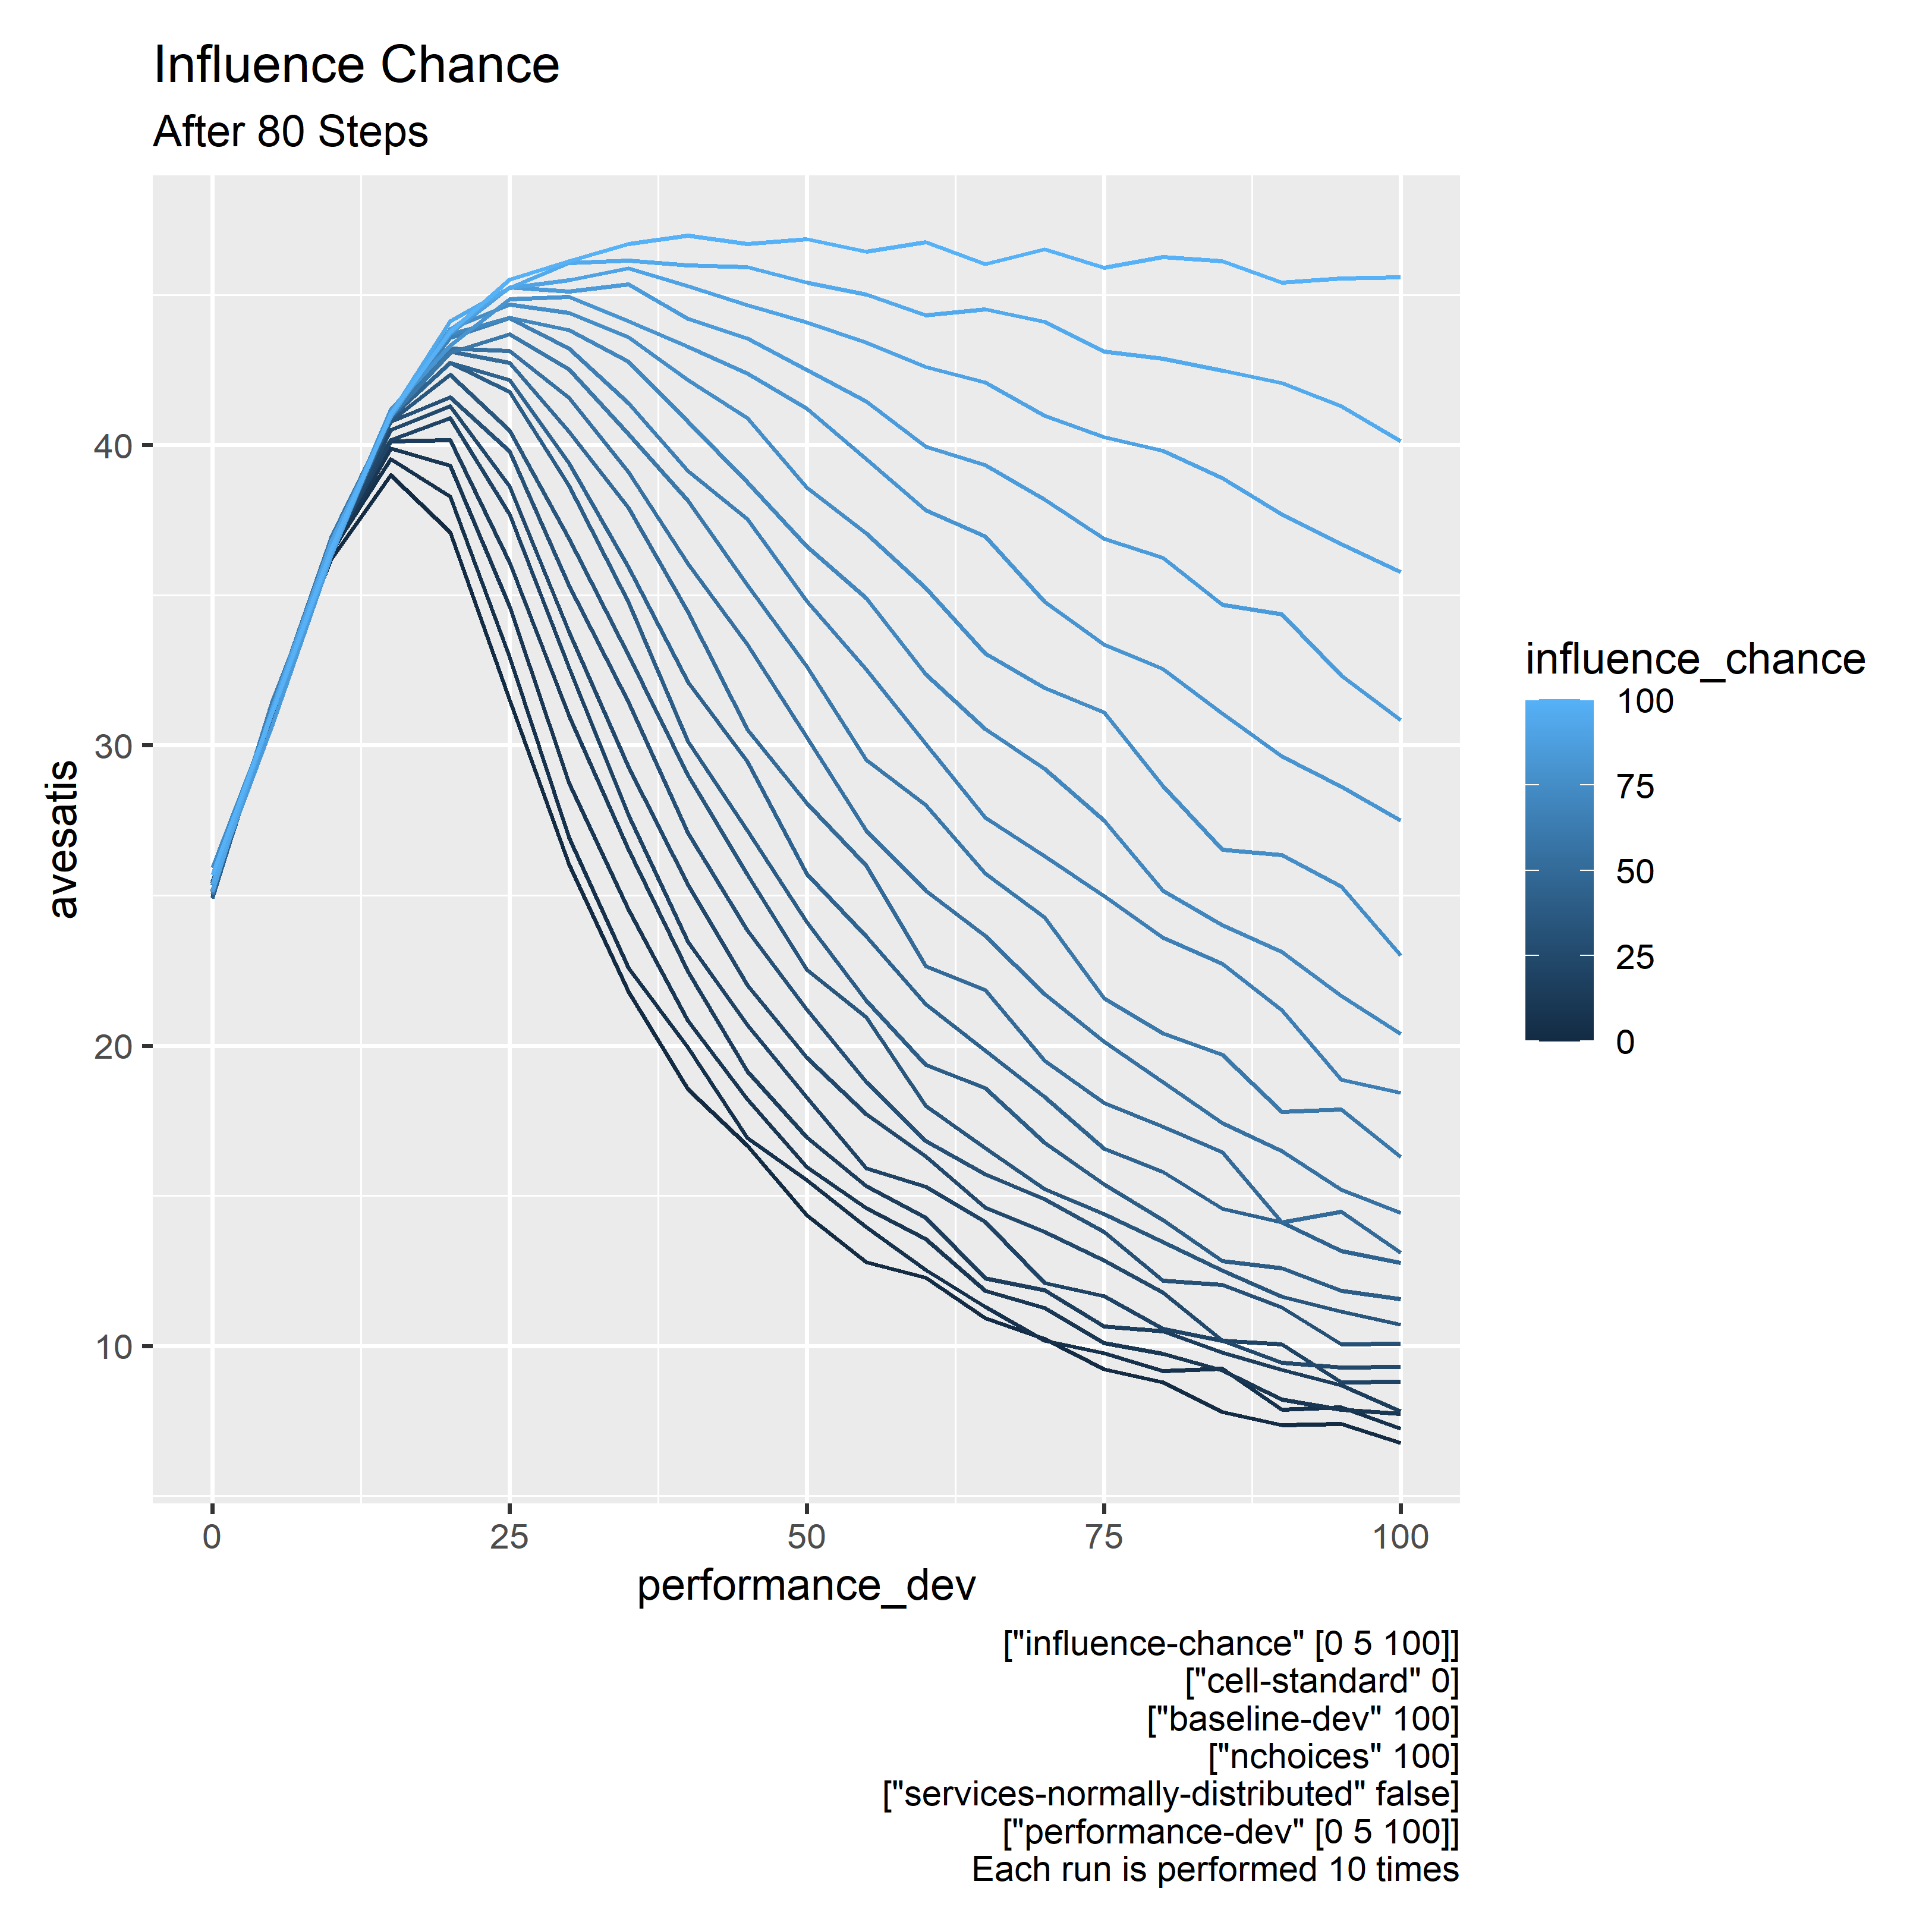 Influence Chance
After 80 Steps
40
30
20
10
avesatis
0 25 50 75 100
performance_dev
influence_chance
100
75
50
25
0
["influence-chance" [0 5 100]]
["cell-standard" 0]
["baseline-dev" 100]
["nchoices" 100]
["services-normally-distributed" false]
["performance-dev" [0 5 100]]
Each run is performed 10 times